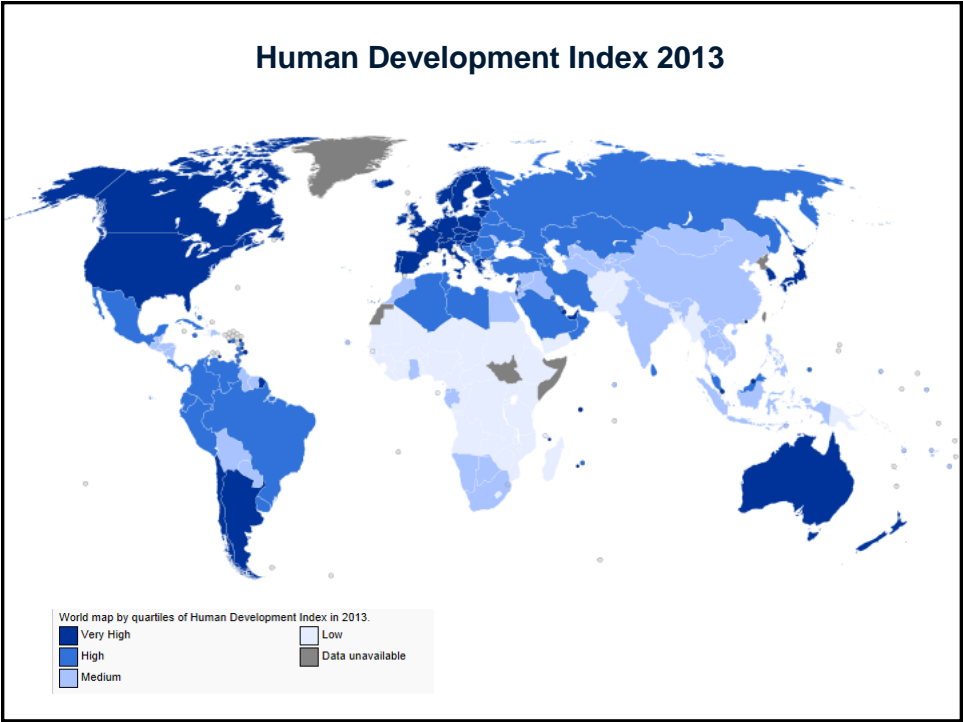 Human Development Index 2013
World map by quartiles of Human Development Index in 2013.
Very High
High
Medium
Low
Data unavailable